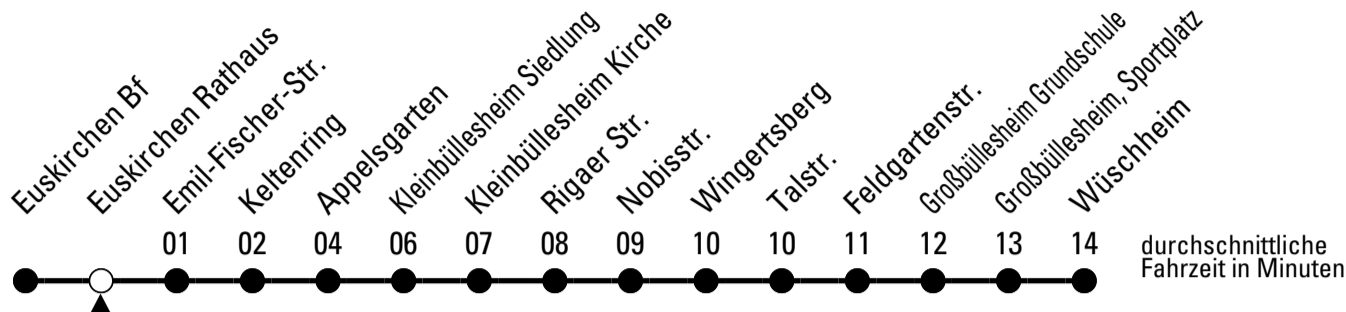 Euskirchen Bf
Euskirchen Rathaus
Emil-Fischer-Str.
Keltenring
Appelsgarten
Kleinbüllesheim Siedlung
Kleinbüllesheim Kirche
Rigaer Str.
Nobisstr.
Wingertsberg
Talstr.
Feldgartenstr.
Großbüllesheim Grundschule
Großbüllesheim, Sportplatz
Wüschheim
01 02 04 06 07 08 09 10 10 11 12 13 14
durchschnittliche
Fahrzeit in Minuten